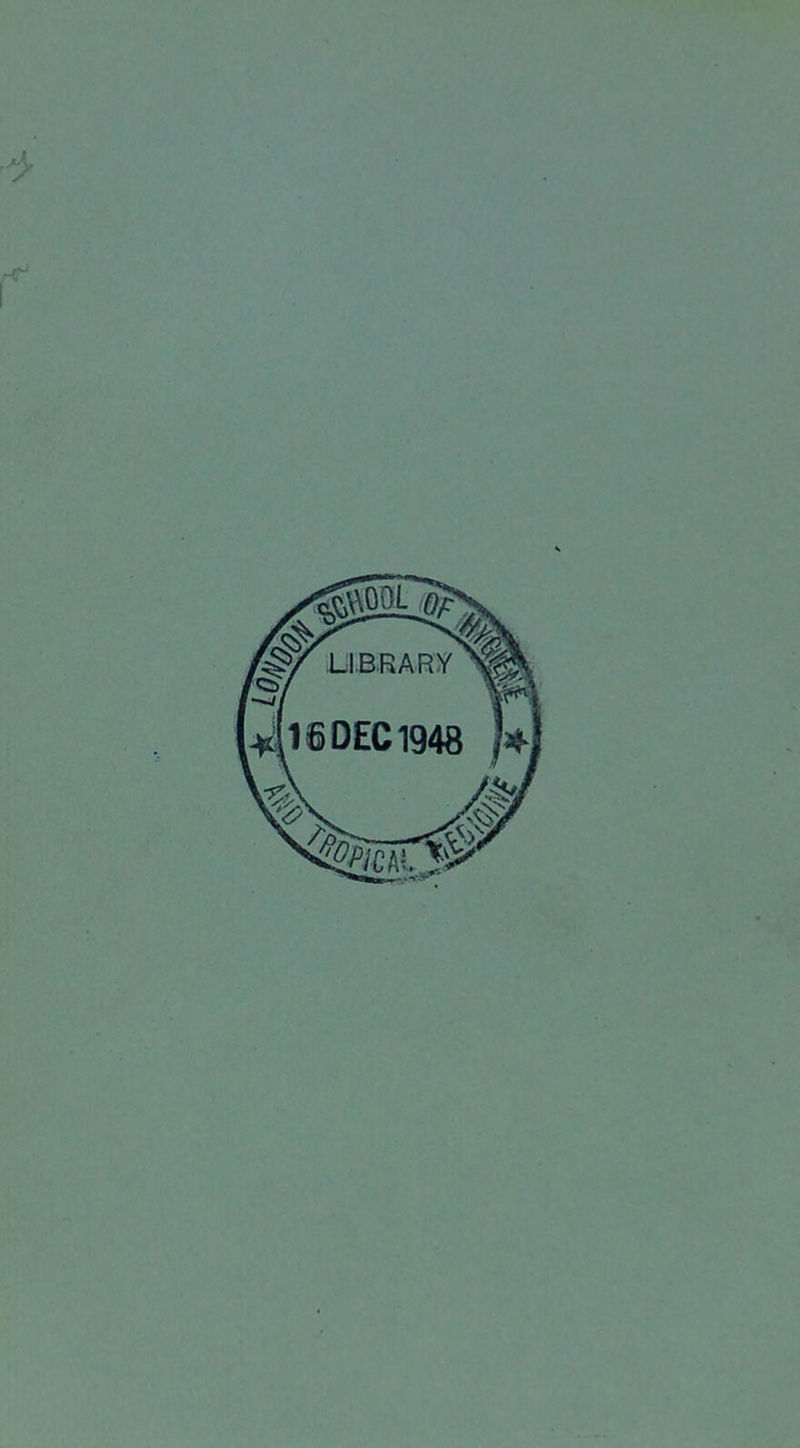 LONDON SCHOOL OF HYGIENE
LIBRARY
16 DEC 1948
AND TROPICAL MEDICINE